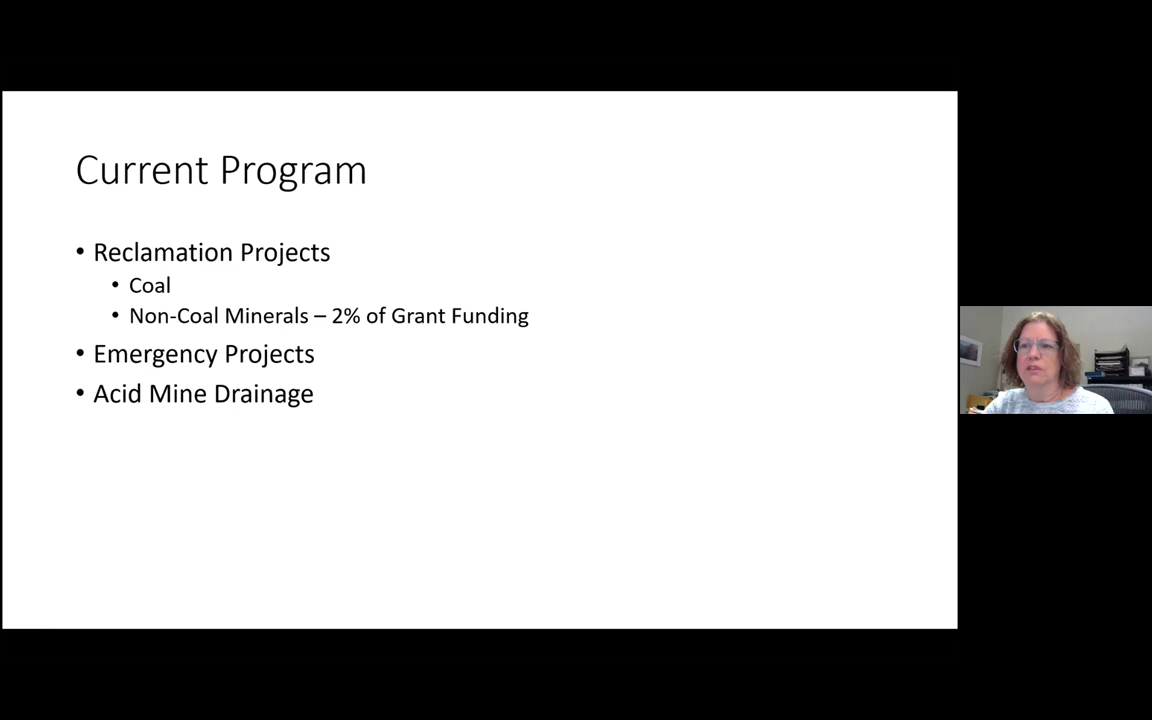 Current Program
• Reclamation Projects
• Coal
• Non-Coal Minerals – 2% of Grant Funding
• Emergency Projects
• Acid Mine Drainage